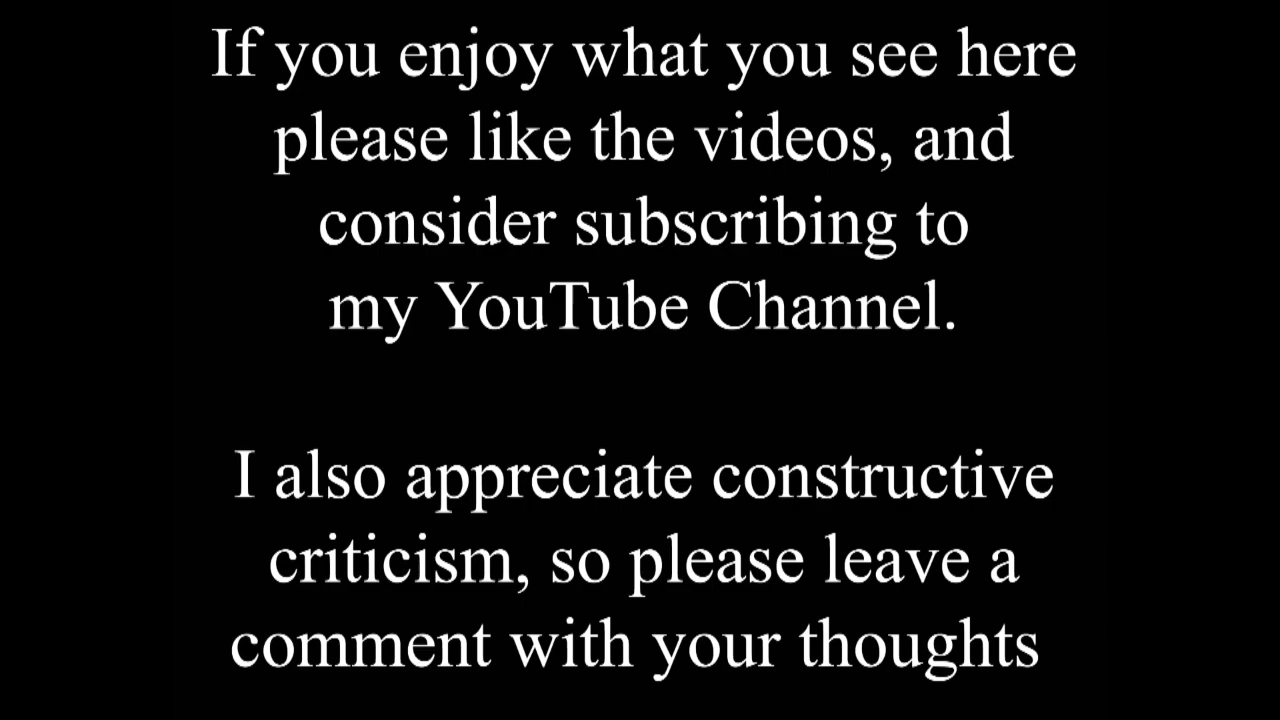 If you enjoy what you see here
please like the videos, and
consider subscribing to
my YouTube Channel.
I also appreciate constructive
criticism, so please leave a
comment with your thoughts